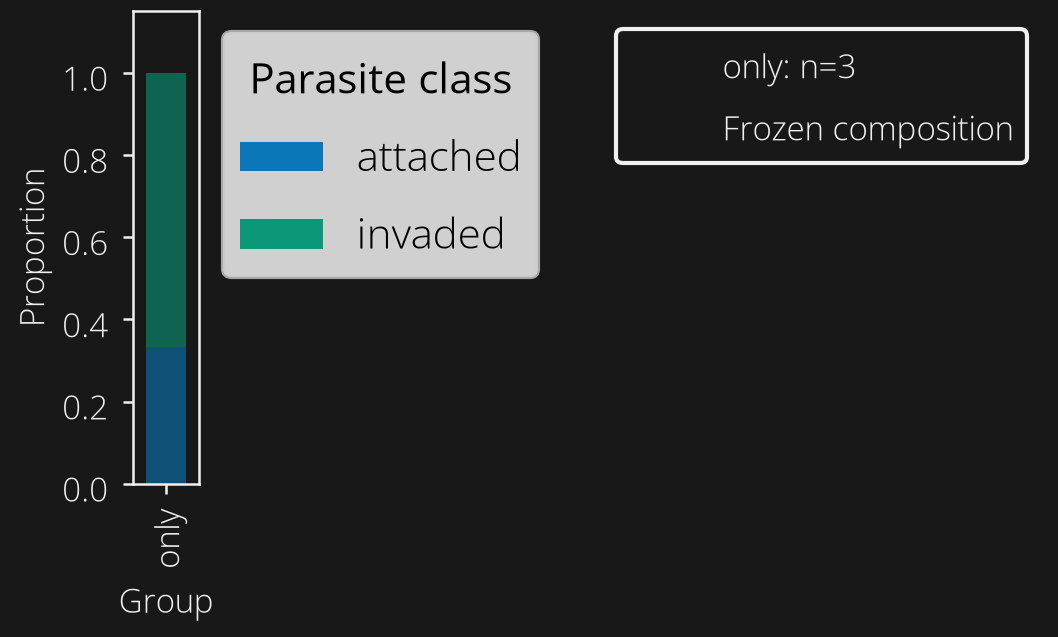 1.0
0.8
0.6
0.4
0.2
0.0
Proportion
only
Group
Parasite class
attached
invaded
only: n=3
Frozen composition